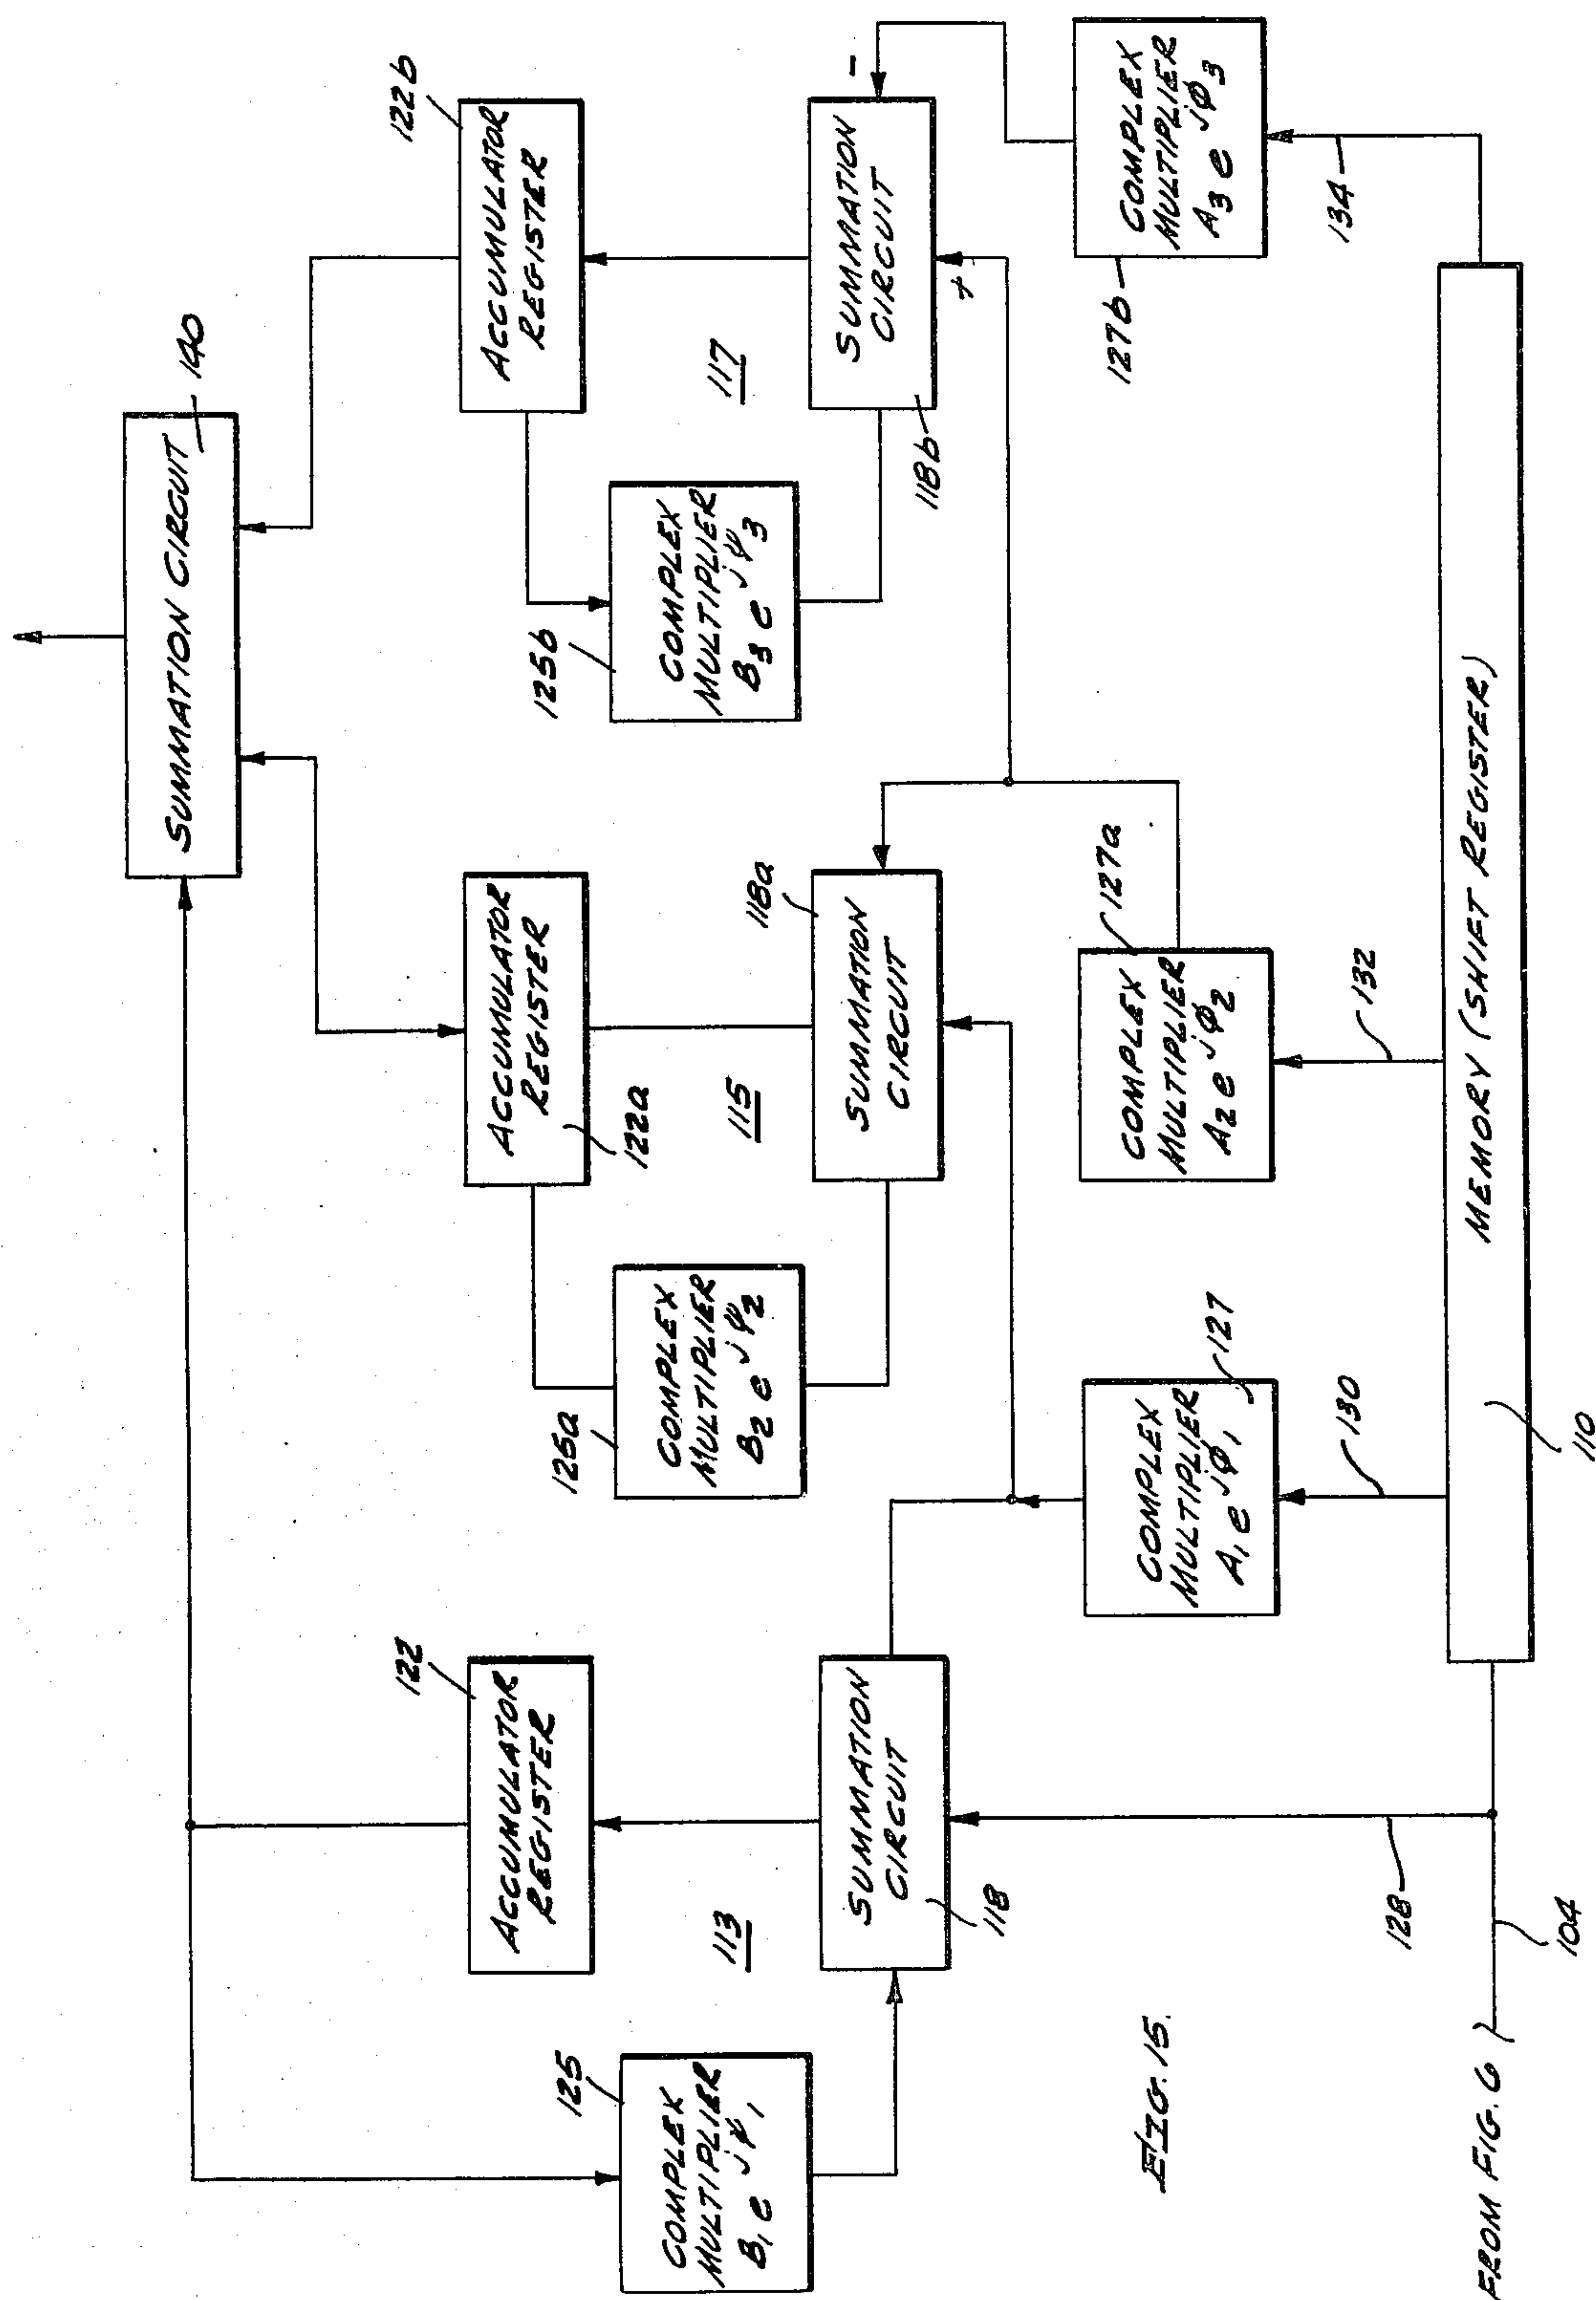 SUMMATION CIRCUIT
140
122
ACCUMULATOR
REGISTER
ACCUMULATOR
REGISTER
122a
122b
ACCUMULATOR
REGISTER
125
COMPLEX
MULTIPLIER
B₁ e jψ₁
125a
COMPLEX
MULTIPLIER
B₂ e jψ₂
125b
COMPLEX
MULTIPLIER
B₃ e jψ₃
113
115
117
SUMMATION
CIRCUIT
118
118a
SUMMATION
CIRCUIT
SUMMATION
CIRCUIT
118b
+
−
COMPLEX
MULTIPLIER
A₁ e jφ₁
127
COMPLEX
MULTIPLIER
A₂ e jφ₂
127a
127b
COMPLEX
MULTIPLIER
A₃ e jφ₃
FIG. 15.
128
130
132
134
FROM FIG. 6
104
MEMORY (SHIFT REGISTER)
110